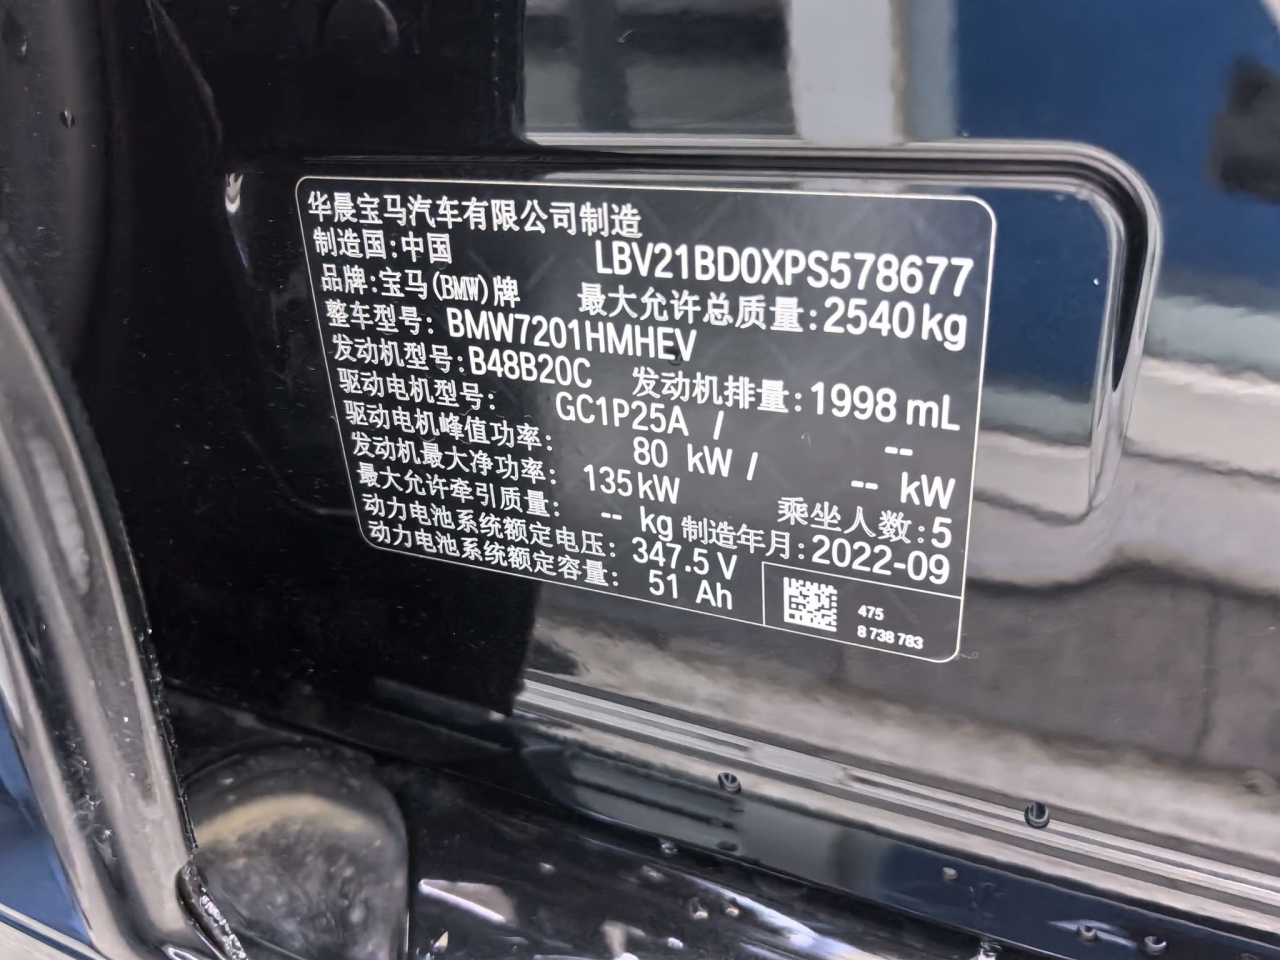 华晨宝马汽车有限公司制造
制造国:中国 LBV21BD0XPS578677
品牌:宝马(BMW)牌 最大允许总质量:2540kg
整车型号: BMW7201HMHEV
发动机型号:B48B20C 发动机排量:1998 mL
驱动电机型号: GC1P25A / --
驱动电机峰值功率: 80 kW / -- kW
发动机最大净功率: 135kW 乘坐人数:5
最大允许牵引质量: -- kg 制造年月:2022-09
动力电池系统额定电压: 347.5 V
动力电池系统额定容量: 51 Ah
475
8 738 783